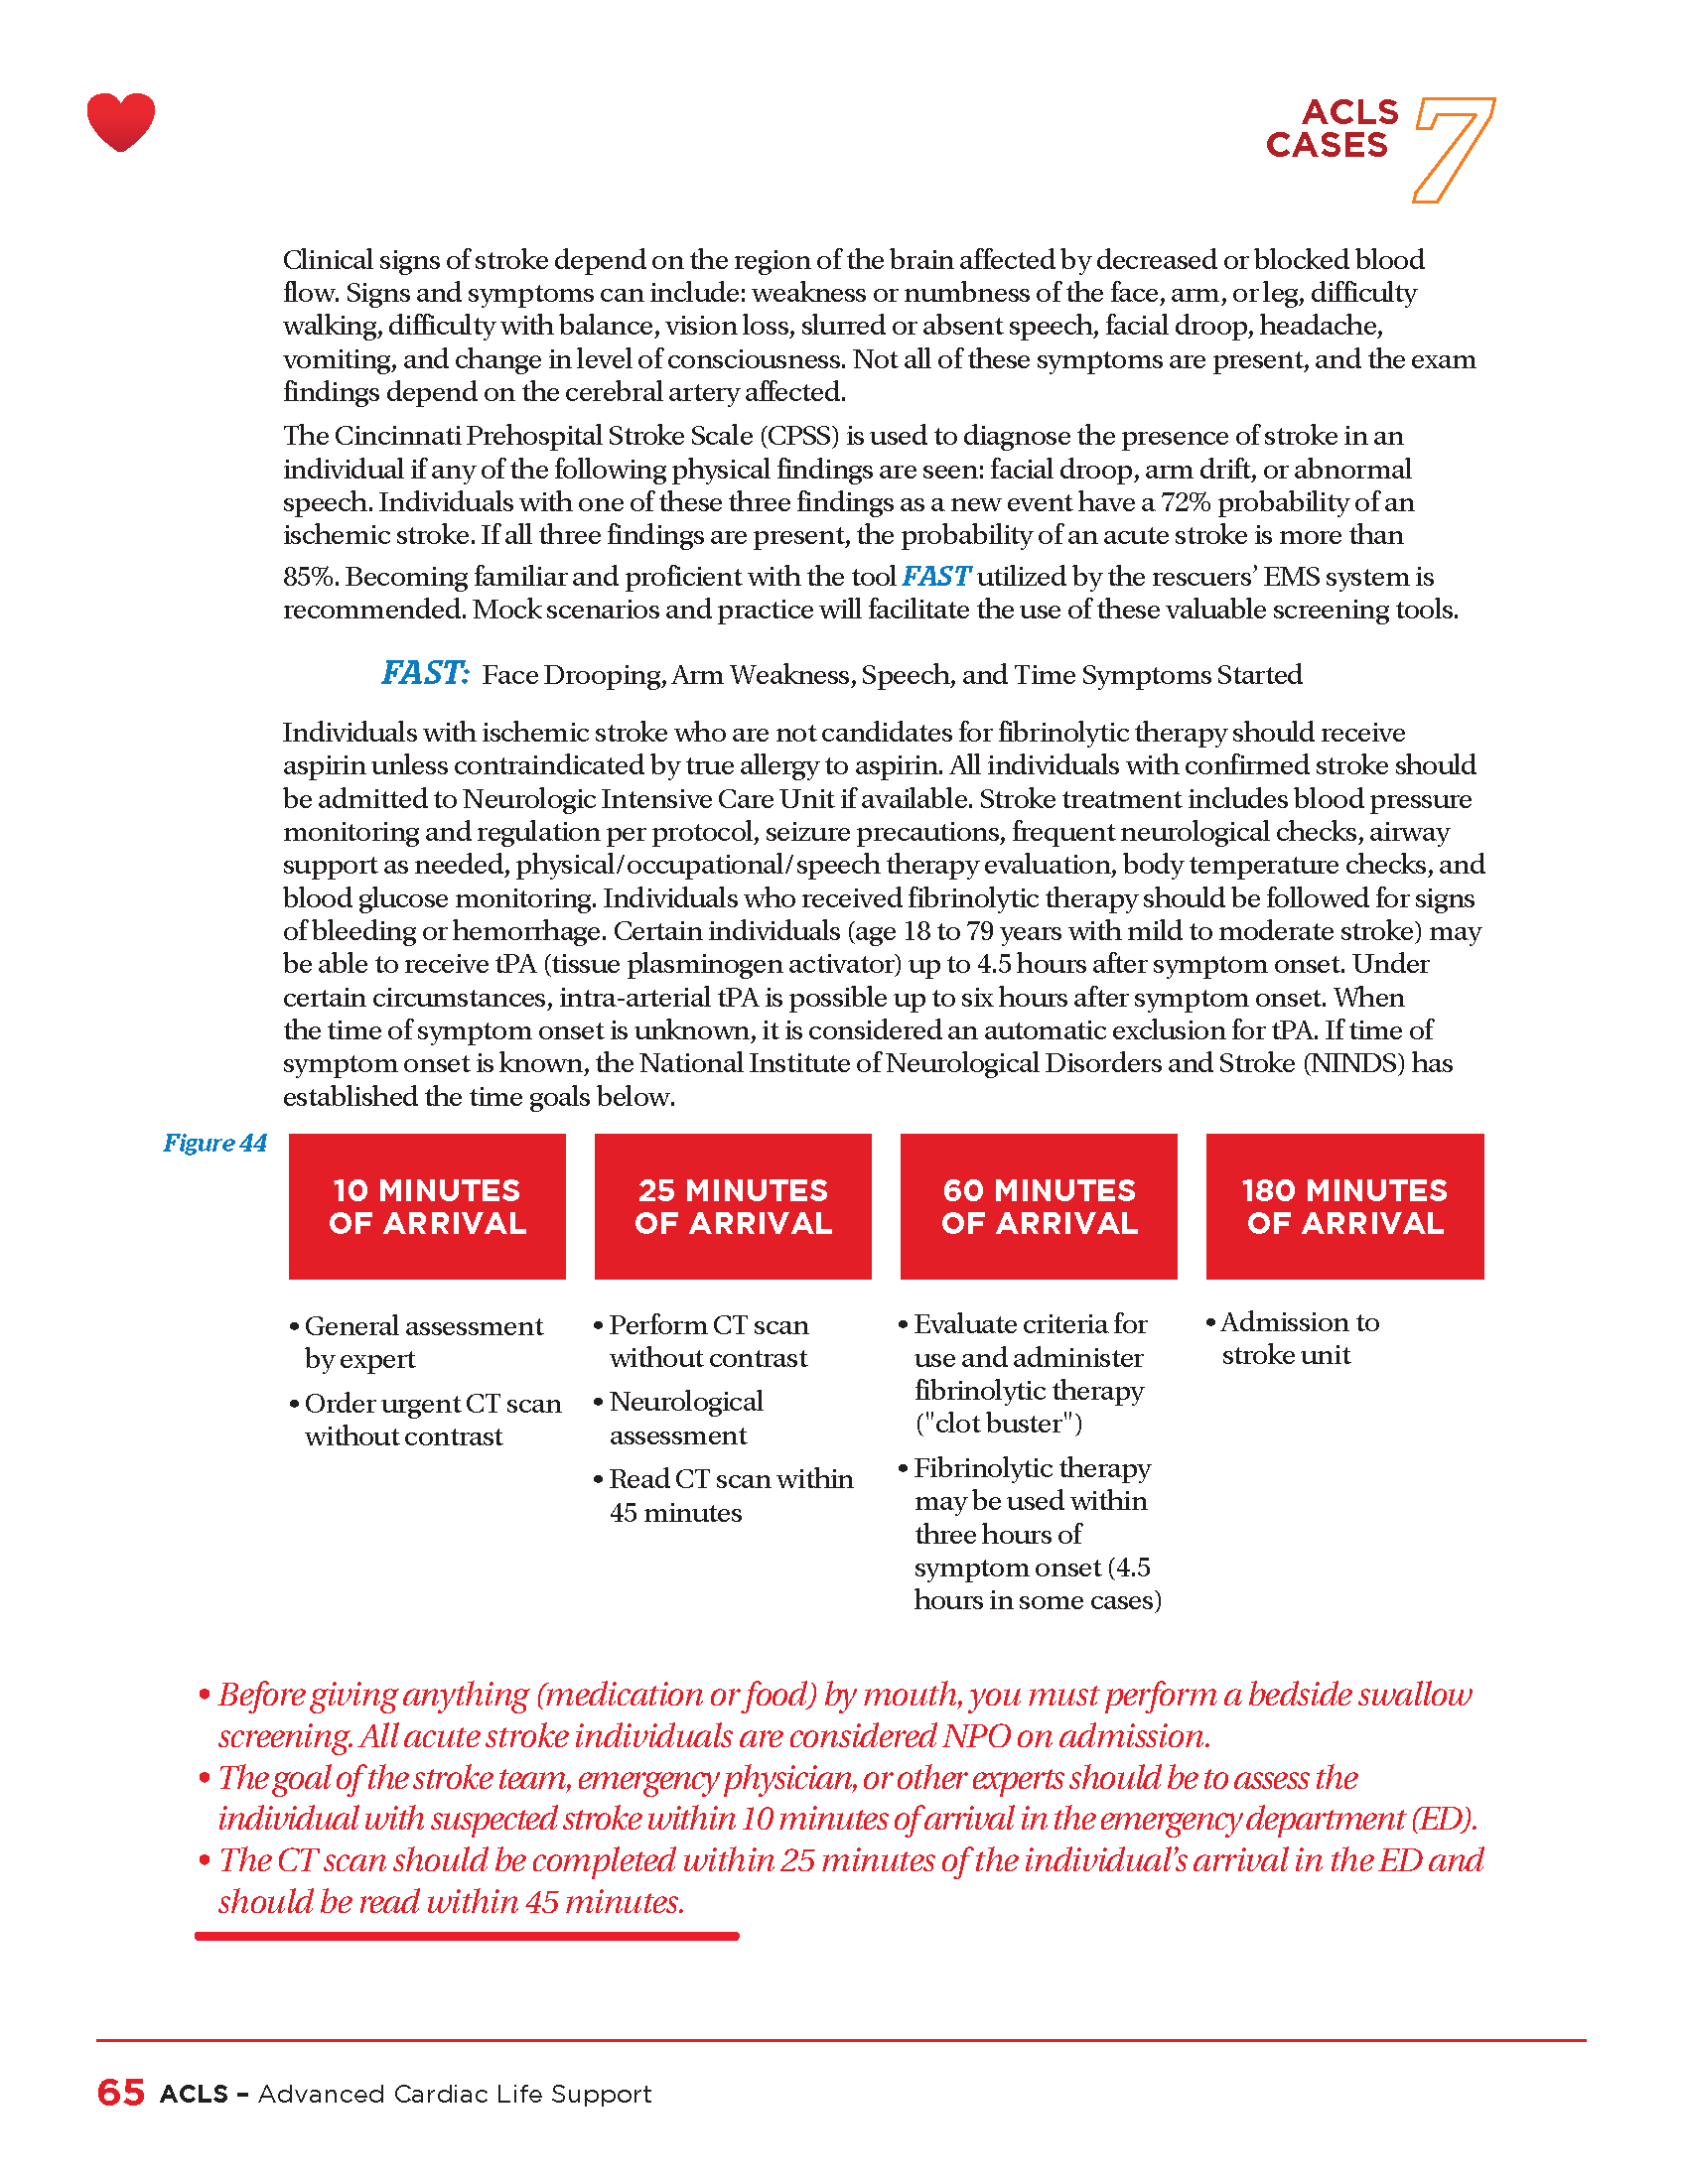 ACLS
CASES
7
Clinical signs of stroke depend on the region of the brain affected by decreased or blocked blood
flow. Signs and symptoms can include: weakness or numbness of the face, arm, or leg, difficulty
walking, difficulty with balance, vision loss, slurred or absent speech, facial droop, headache,
vomiting, and change in level of consciousness. Not all of these symptoms are present, and the exam
findings depend on the cerebral artery affected.
The Cincinnati Prehospital Stroke Scale (CPSS) is used to diagnose the presence of stroke in an
individual if any of the following physical findings are seen: facial droop, arm drift, or abnormal
speech. Individuals with one of these three findings as a new event have a 72% probability of an
ischemic stroke. If all three findings are present, the probability of an acute stroke is more than
85%. Becoming familiar and proficient with the tool FAST utilized by the rescuers’ EMS system is
recommended. Mock scenarios and practice will facilitate the use of these valuable screening tools.
FAST: Face Drooping, Arm Weakness, Speech, and Time Symptoms Started
Individuals with ischemic stroke who are not candidates for fibrinolytic therapy should receive
aspirin unless contraindicated by true allergy to aspirin. All individuals with confirmed stroke should
be admitted to Neurologic Intensive Care Unit if available. Stroke treatment includes blood pressure
monitoring and regulation per protocol, seizure precautions, frequent neurological checks, airway
support as needed, physical/occupational/speech therapy evaluation, body temperature checks, and
blood glucose monitoring. Individuals who received fibrinolytic therapy should be followed for signs
of bleeding or hemorrhage. Certain individuals (age 18 to 79 years with mild to moderate stroke) may
be able to receive tPA (tissue plasminogen activator) up to 4.5 hours after symptom onset. Under
certain circumstances, intra-arterial tPA is possible up to six hours after symptom onset. When
the time of symptom onset is unknown, it is considered an automatic exclusion for tPA. If time of
symptom onset is known, the National Institute of Neurological Disorders and Stroke (NINDS) has
established the time goals below.
Figure 44
10 MINUTES
OF ARRIVAL
• General assessment
by expert
• Order urgent CT scan
without contrast
25 MINUTES
OF ARRIVAL
• Perform CT scan
without contrast
• Neurological
assessment
• Read CT scan within
45 minutes
60 MINUTES
OF ARRIVAL
• Evaluate criteria for
use and administer
fibrinolytic therapy
("clot buster")
• Fibrinolytic therapy
may be used within
three hours of
symptom onset (4.5
hours in some cases)
180 MINUTES
OF ARRIVAL
• Admission to
stroke unit
• Before giving anything (medication or food) by mouth, you must perform a bedside swallow
screening. All acute stroke individuals are considered NPO on admission.
• The goal of the stroke team, emergency physician, or other experts should be to assess the
individual with suspected stroke within 10 minutes of arrival in the emergency department (ED).
• The CT scan should be completed within 25 minutes of the individual’s arrival in the ED and
should be read within 45 minutes.
65 ACLS – Advanced Cardiac Life Support